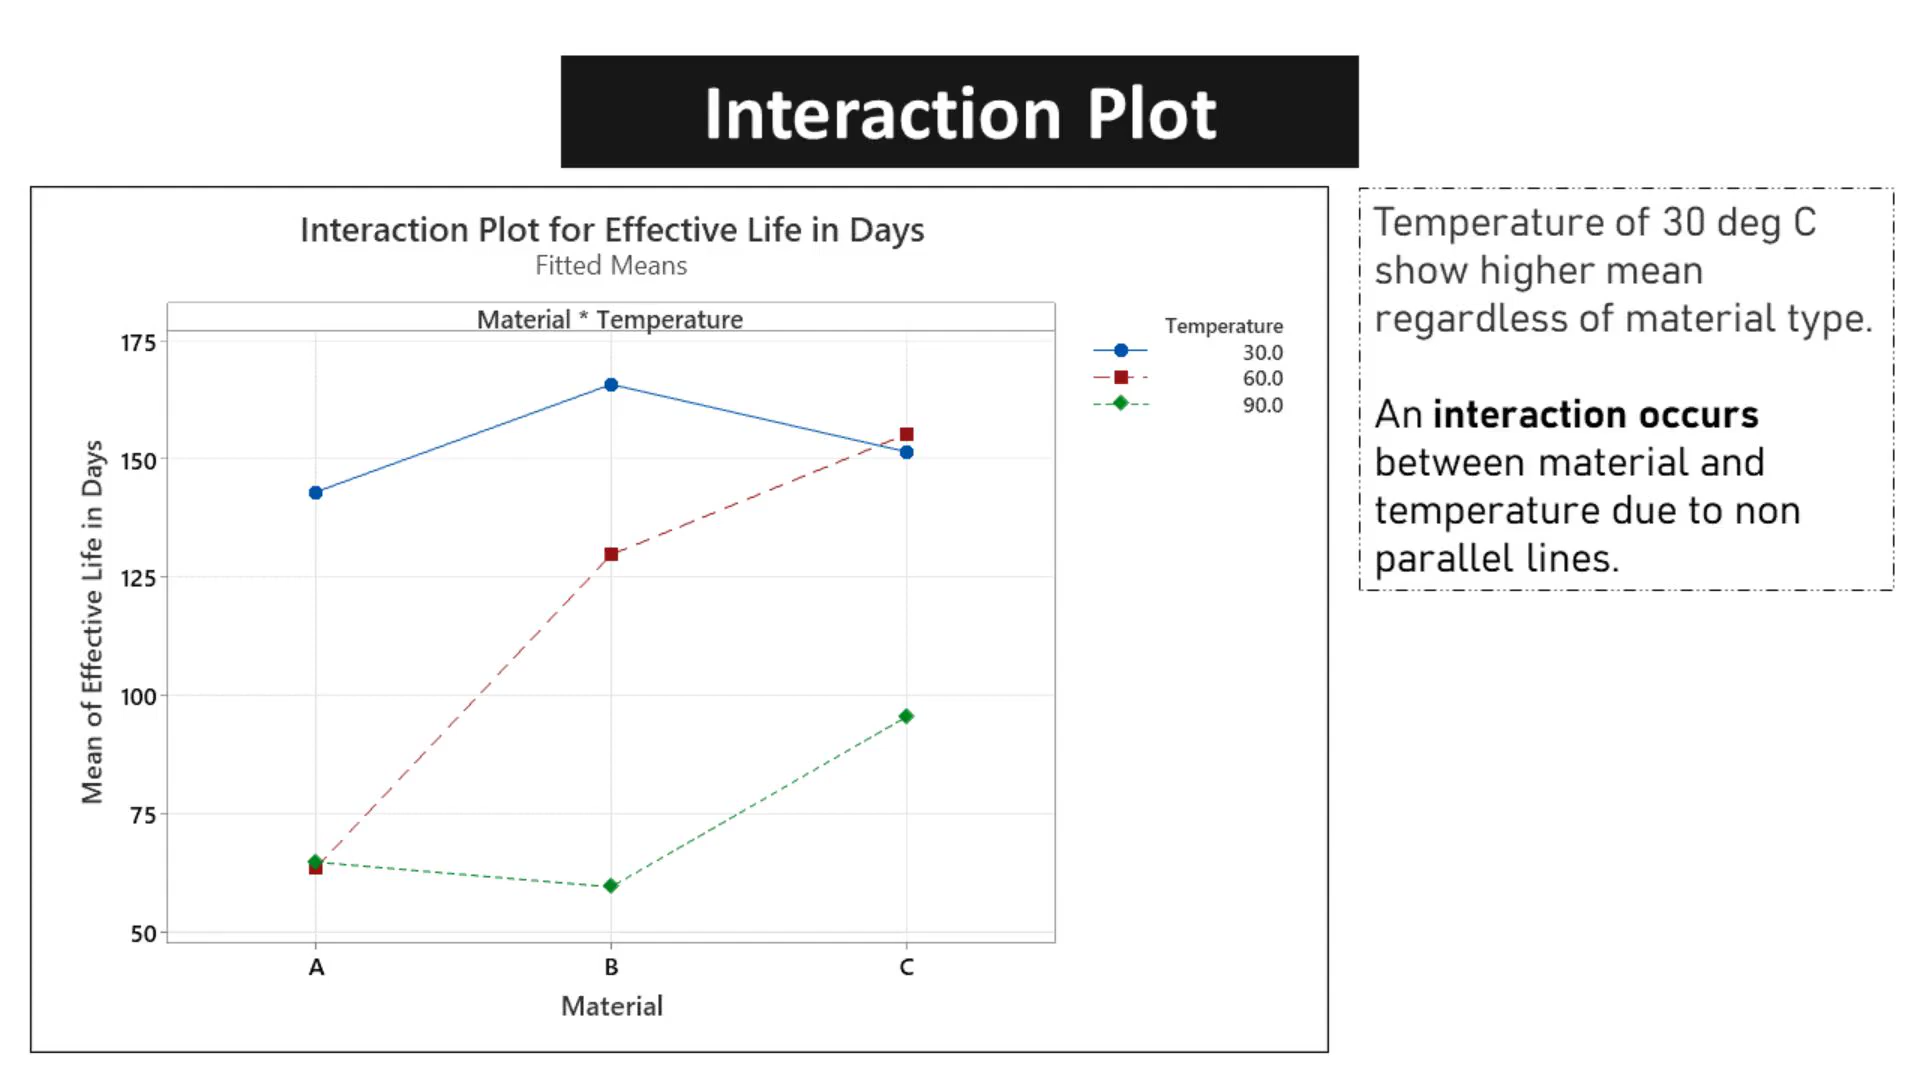 Interaction Plot
Interaction Plot for Effective Life in Days
Fitted Means
Material * Temperature
175
150
125
100
75
50
Mean of Effective Life in Days
A B C
Material
Temperature
30.0
60.0
90.0
Temperature of 30 deg C
show higher mean
regardless of material type.
An interaction occurs
between material and
temperature due to non
parallel lines.